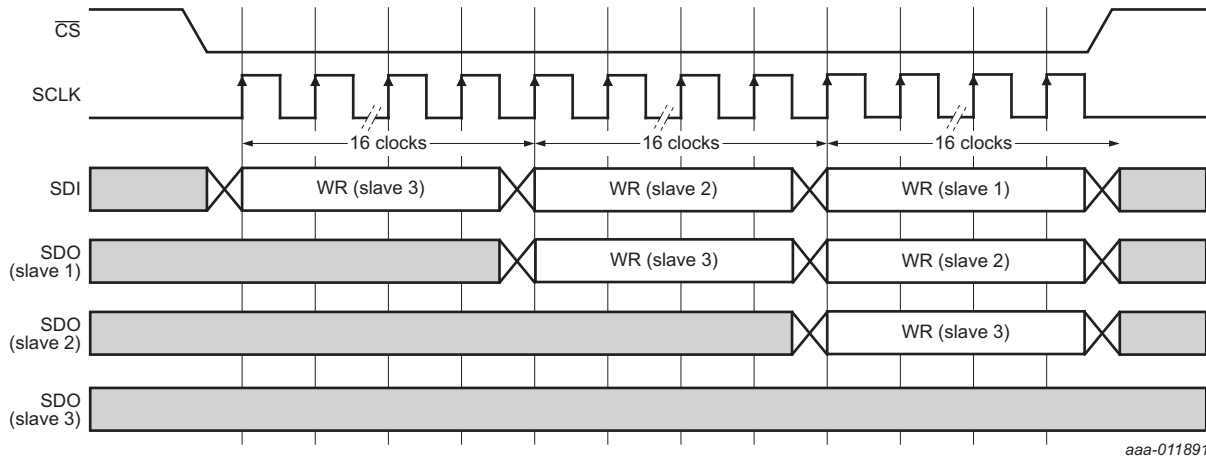 CS
SCLK
16 clocks 16 clocks 16 clocks
SDI WR (slave 3) WR (slave 2) WR (slave 1)
SDO
(slave 1)
WR (slave 3) WR (slave 2)
SDO
(slave 2)
WR (slave 3)
SDO
(slave 3)
aaa-011891